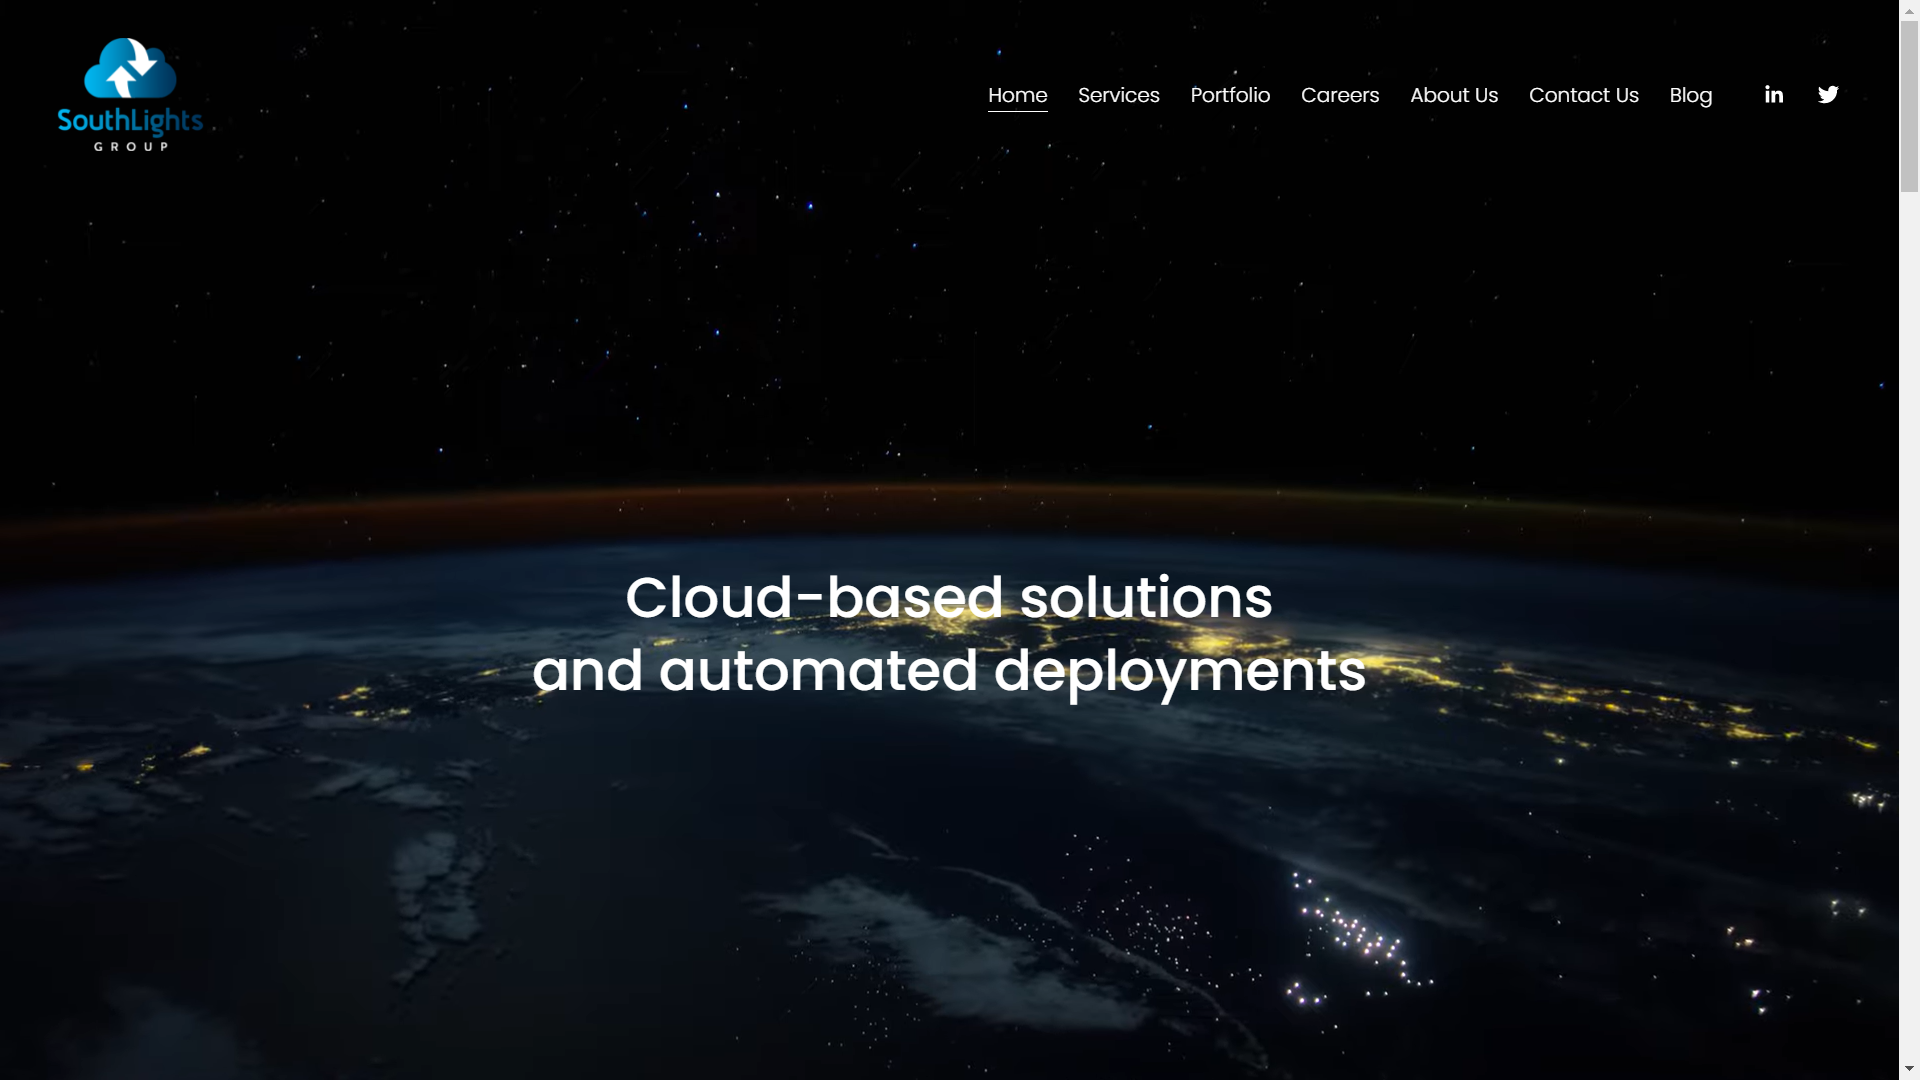 SouthLights
GROUP
Home Services Portfolio Careers About Us Contact Us Blog
Cloud-based solutions
and automated deployments